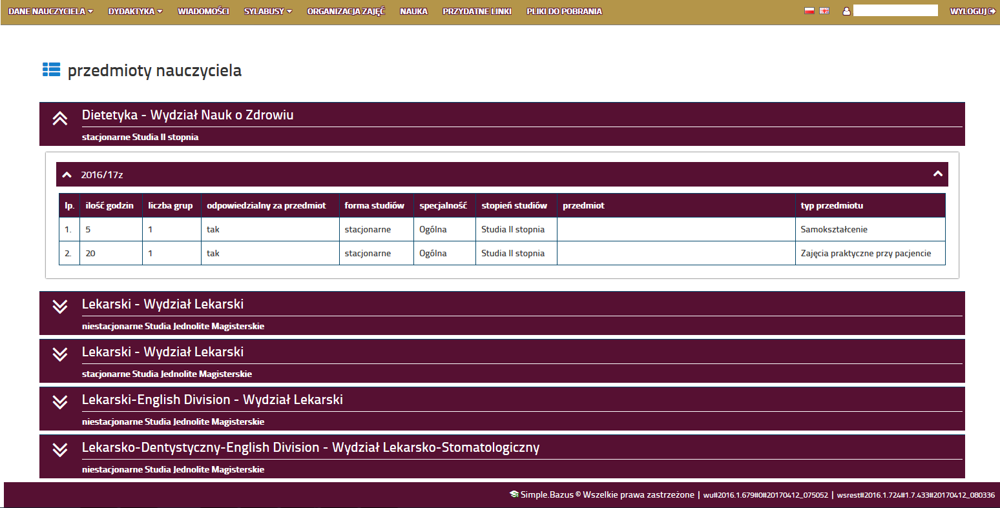 DANE NAUCZYCIELA DYDAKTYKA WIADOMOŚCI SYLABUSY ORGANIZACJA ZAJĘĆ NAUKA PRZYDATNE LINKI PLIKI DO POBRANIA WYLOGUJ
przedmioty nauczyciela
Dietetyka - Wydział Nauk o Zdrowiu
stacjonarne Studia II stopnia
2016/17z
lp. ilość godzin liczba grup odpowiedzialny za przedmiot forma studiów specjalność stopień studiów przedmiot typ przedmiotu
1. 5 1 tak stacjonarne Ogólna Studia II stopnia Samokształcenie
2. 20 1 tak stacjonarne Ogólna Studia II stopnia Zajęcia praktyczne przy pacjencie
Lekarski - Wydział Lekarski
niestacjonarne Studia Jednolite Magisterskie
Lekarski - Wydział Lekarski
stacjonarne Studia Jednolite Magisterskie
Lekarski-English Division - Wydział Lekarski
niestacjonarne Studia Jednolite Magisterskie
Lekarsko-Dentystyczny-English Division - Wydział Lekarsko-Stomatologiczny
niestacjonarne Studia Jednolite Magisterskie
Simple.Bazus © Wszelkie prawa zastrzeżone | wu#2016.1.679#0#20170412_075052 | wsrest#2016.1.724#1.7.433#20170412_080336